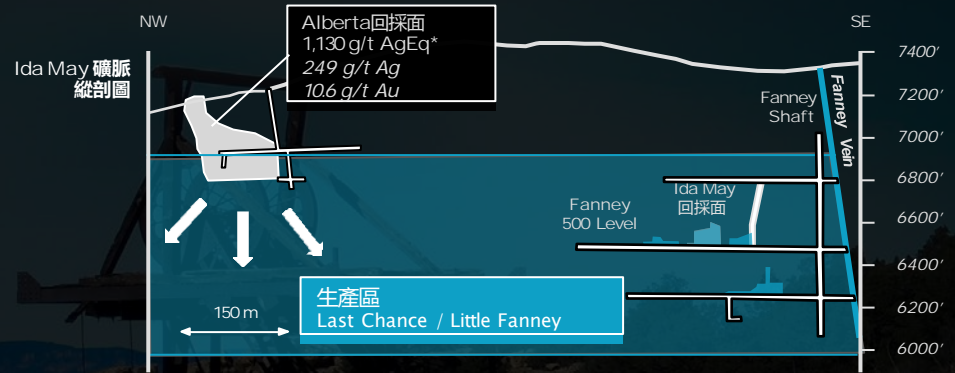 NW
SE
Ida May 礦脈
縱剖圖
Alberta回採面
1,130 g/t AgEq*
249 g/t Ag
10.6 g/t Au
7400'
7200'
7000'
6800'
6600'
6400'
6200'
6000'
Fanney
Shaft
Fanney Vein
Ida May
回採面
Fanney
500 Level
150 m
生產區
Last Chance / Little Fanney